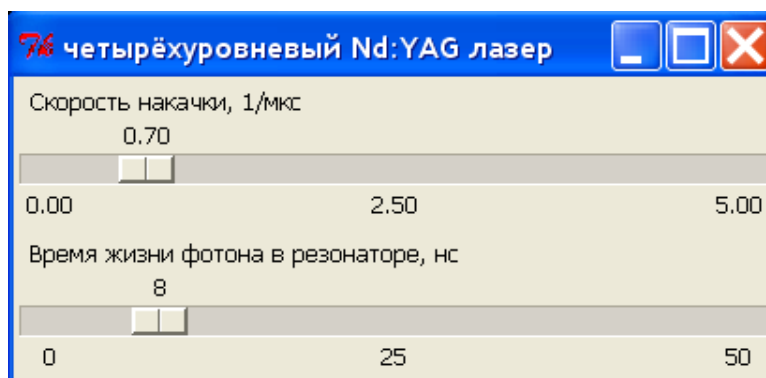 четырёхуровневый Nd:YAG лазер
Скорость накачки, 1/мкс
0.70
0.00 2.50 5.00
Время жизни фотона в резонаторе, нс
8
0 25 50